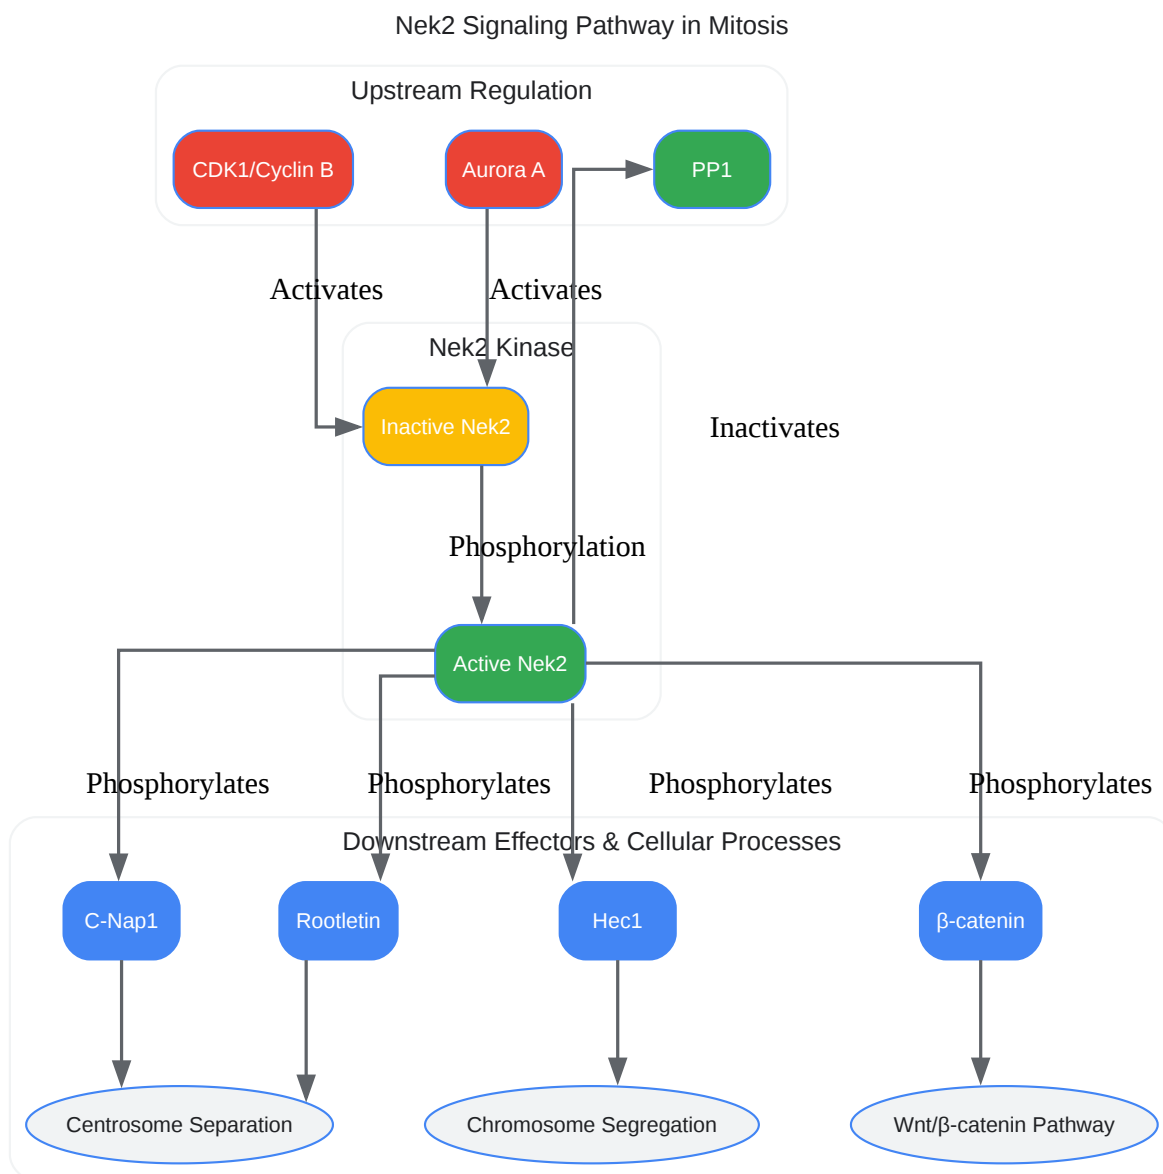 Nek2 Signaling Pathway in Mitosis
Upstream Regulation
CDK1/Cyclin B
Aurora A
PP1
Activates
Activates
Nek2 Kinase
Inactive Nek2
Inactivates
Phosphorylation
Active Nek2
Phosphorylates
Phosphorylates
Phosphorylates
Phosphorylates
Downstream Effectors & Cellular Processes
C-Nap1
Rootletin
Hec1
β-catenin
Centrosome Separation
Chromosome Segregation
Wnt/β-catenin Pathway